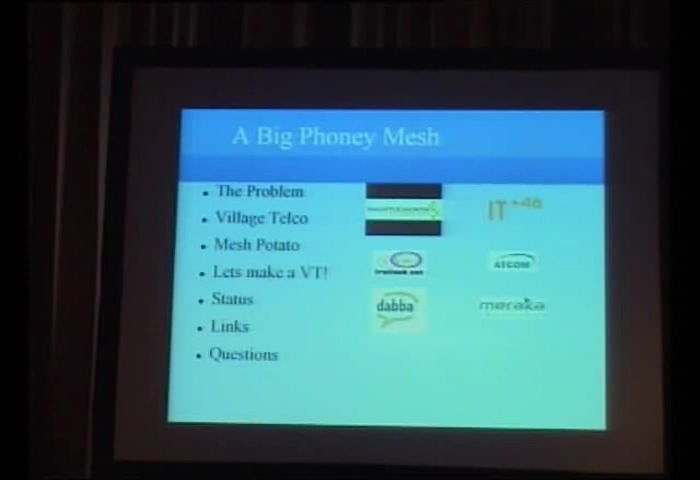 A Big Phoney Mesh
The Problem
Village Telco
Mesh Potato
Lets make a VT!
Status
Links
Questions
IT +46
ATCOM
dabba
meraka